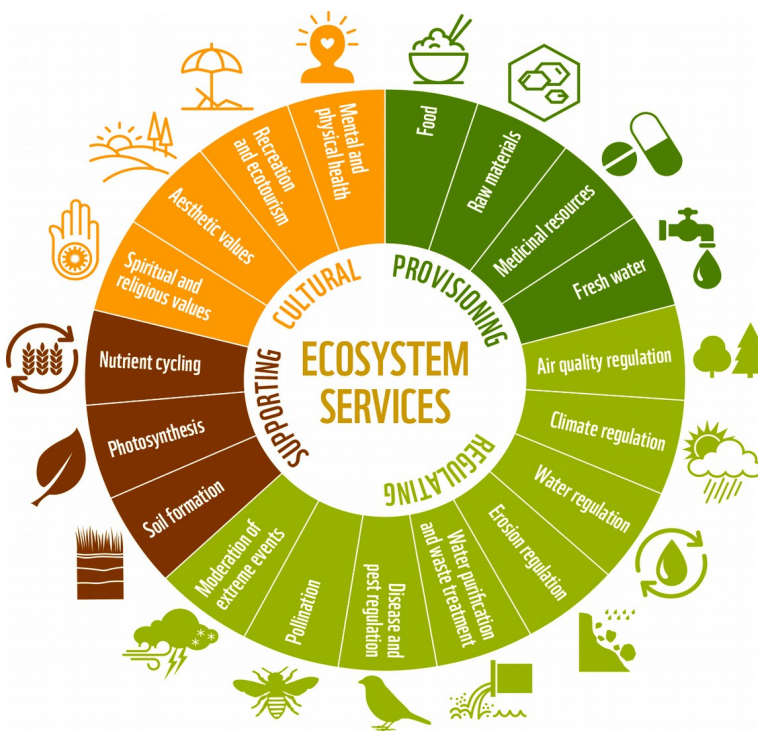 ECOSYSTEM
SERVICES
PROVISIONING
Food
Raw materials
Medicinal resources
Fresh water
REGULATING
Air quality regulation
Climate regulation
Water regulation
Erosion regulation
Water purification
and waste treatment
Disease and
pest regulation
Pollination
Moderation of
extreme events
SUPPORTING
Soil formation
Photosynthesis
Nutrient cycling
CULTURAL
Spiritual and
religious values
Aesthetic values
Recreation
and ecotourism
Mental and
physical health